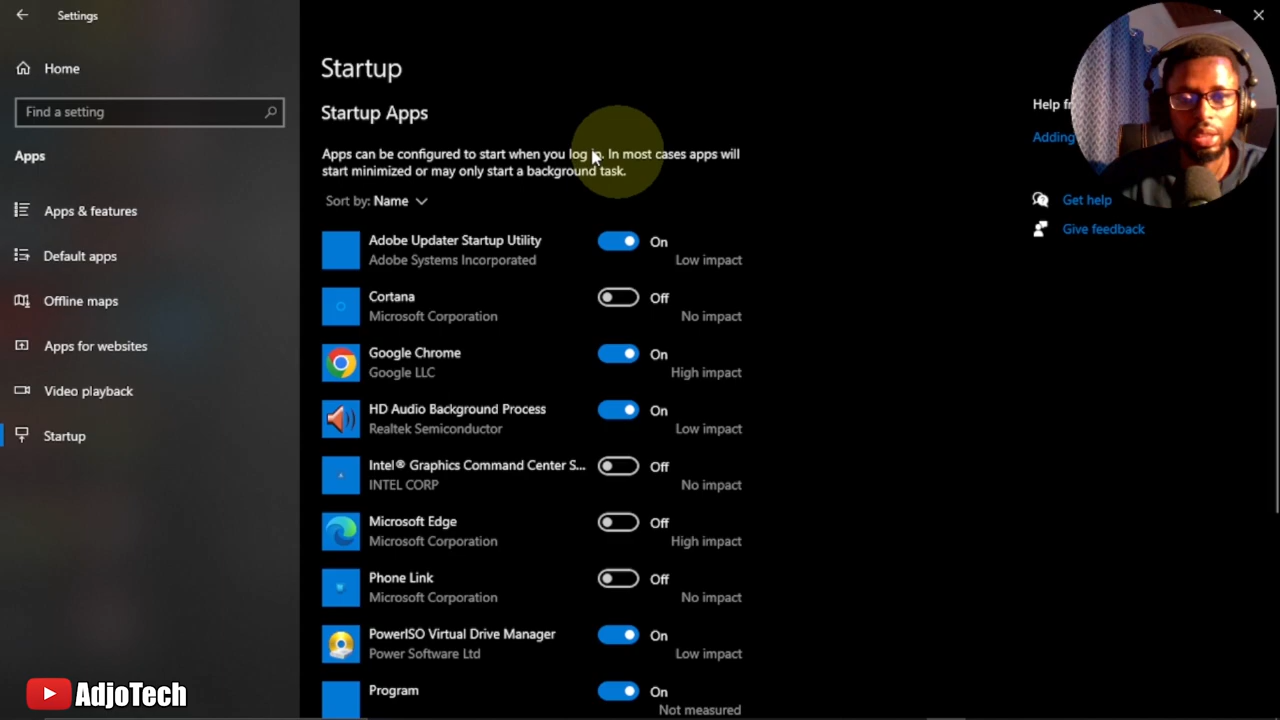 Settings
Home
Find a setting
Apps
Apps & features
Default apps
Offline maps
Apps for websites
Video playback
Startup
Startup
Startup Apps
Apps can be configured to start when you log in. In most cases apps will
start minimized or may only start a background task.
Sort by: Name
Adobe Updater Startup Utility
Adobe Systems Incorporated
On
Low impact
Cortana
Microsoft Corporation
Off
No impact
Google Chrome
Google LLC
On
High impact
HD Audio Background Process
Realtek Semiconductor
On
Low impact
Intel® Graphics Command Center S...
INTEL CORP
Off
No impact
Microsoft Edge
Microsoft Corporation
Off
High impact
Phone Link
Microsoft Corporation
Off
No impact
PowerISO Virtual Drive Manager
Power Software Ltd
On
Low impact
Program
On
Not measured
Help
Adding
Get help
Give feedback
AdjoTech